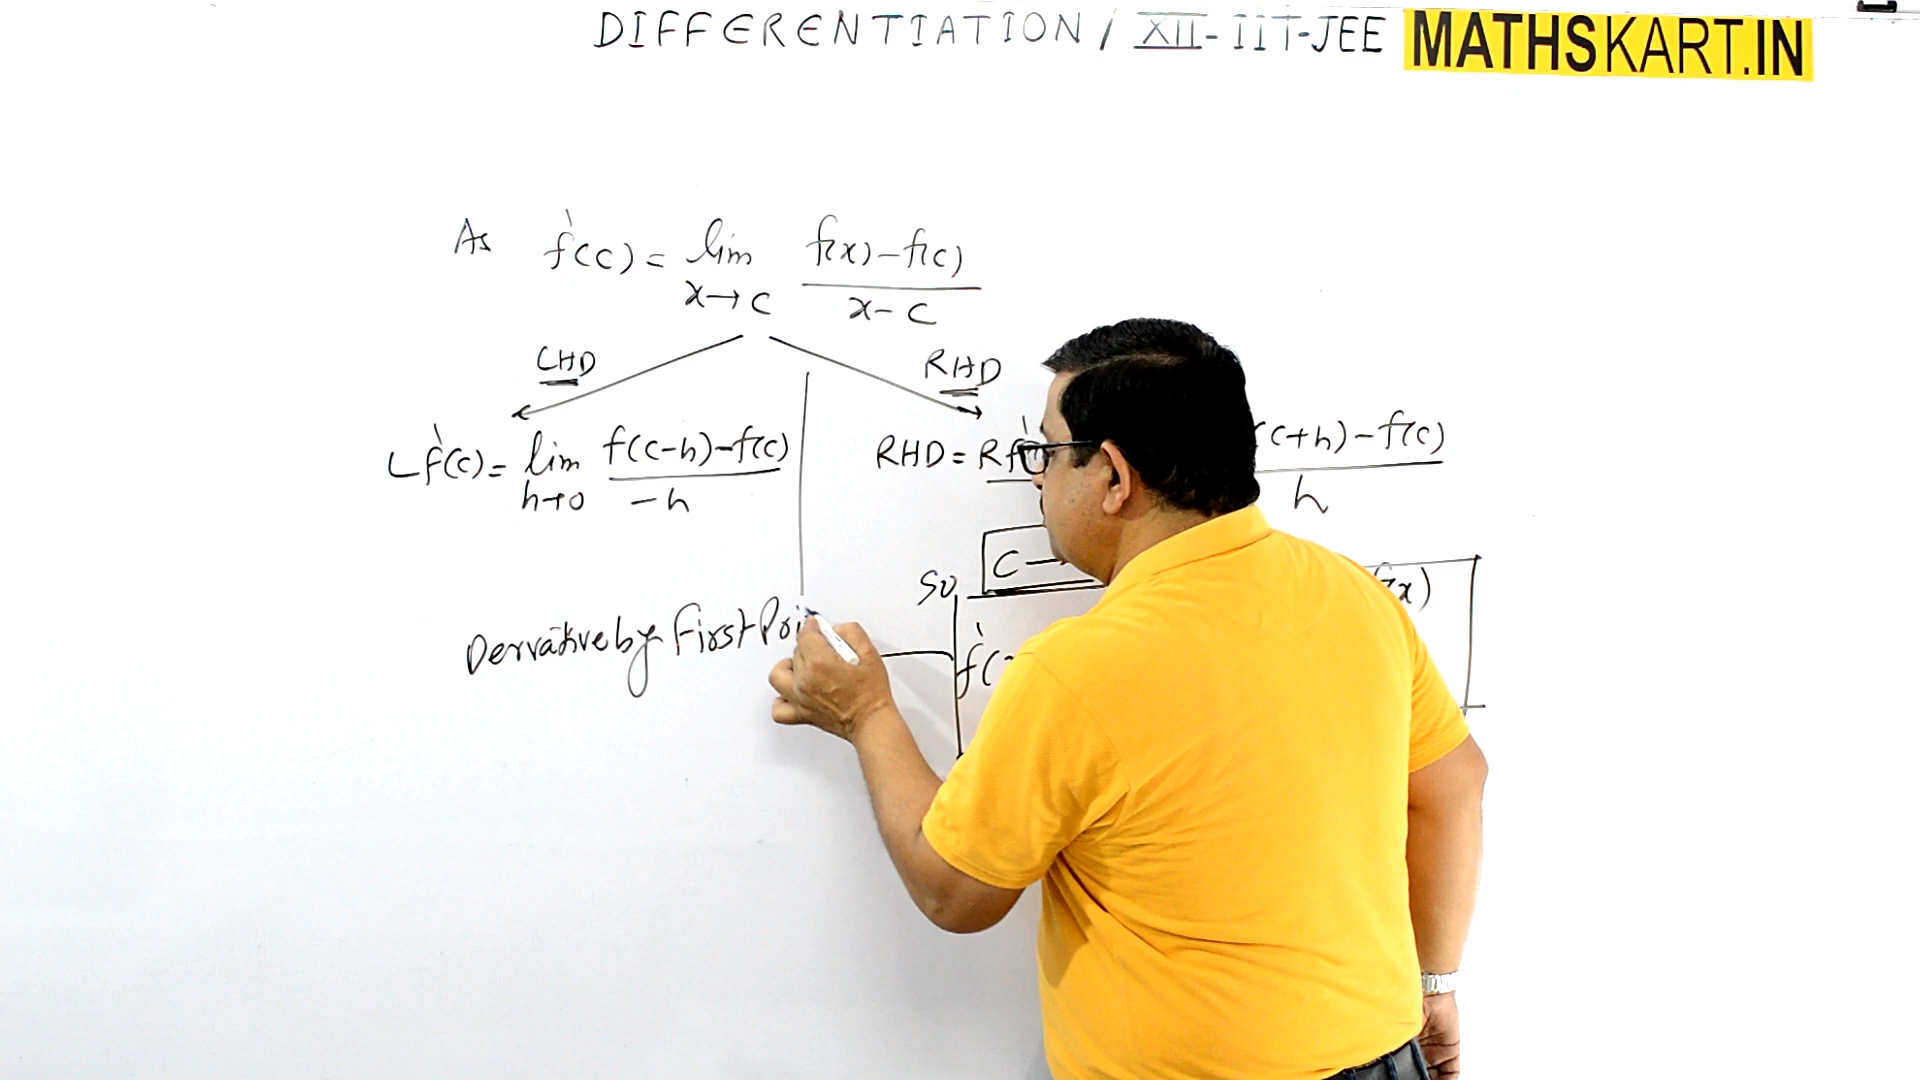 DIFFERENTIATION / XII - IIT-JEE MATHSKART.IN
As f'(c) = lim f(x) - f(c)
x→c x - c
LHD RHD
Lf'(c) = lim f(c-h) - f(c) RHD = Rf' (c+h) - f(c)
h→0 -h h
So C →
Derivative by First Pri
f'( x)